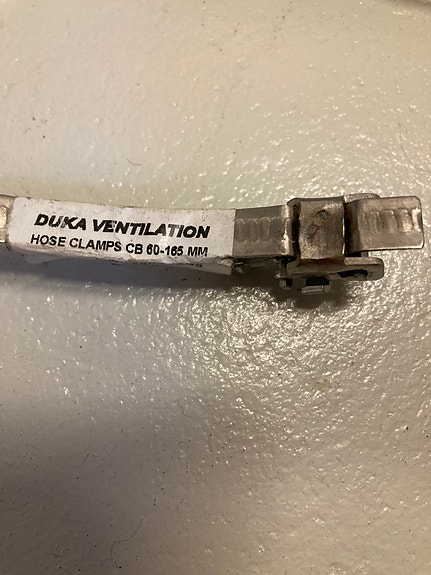 DUKA VENTILATION
HOSE CLAMPS CB 60-165 MM